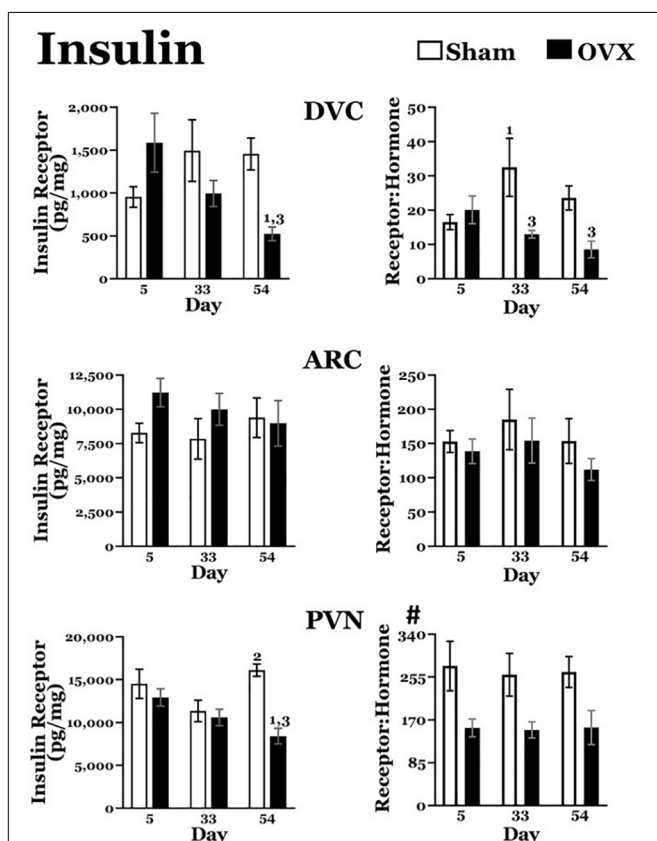 Insulin
Sham OVX
DVC
Insulin Receptor
(pg/mg)
2,000
1,500
1,000
500
0
5 33 54
Day
1,3
Receptor:Hormone
50
40
30
20
10
0
5 33 54
Day
1
3
3
ARC
Insulin Receptor
(pg/mg)
12,500
10,000
7,500
5,000
2,500
0
5 33 54
Day
Receptor:Hormone
250
200
150
100
50
0
5 33 54
Day
PVN
Insulin Receptor
(pg/mg)
20,000
15,000
10,000
5,000
0
5 33 54
Day
2
1,3
#
Receptor:Hormone
340
255
170
85
0
5 33 54
Day